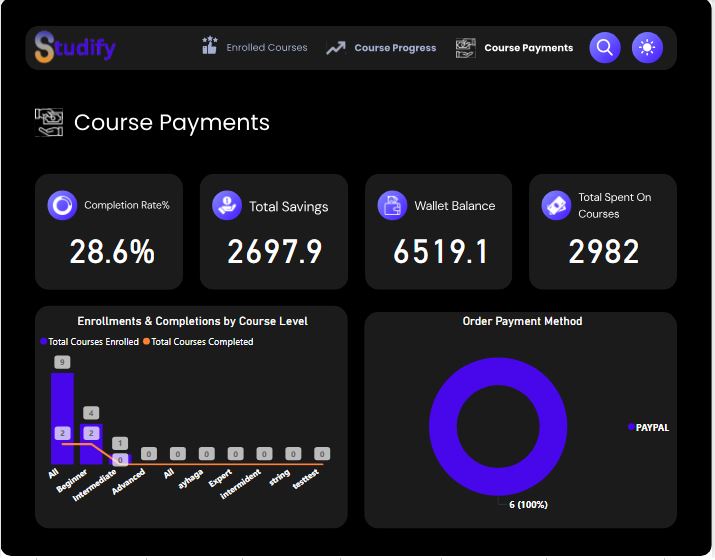 Studify
Enrolled Courses
Course Progress
Course Payments
Course Payments
Completion Rate%
28.6%
Total Savings
2697.9
Wallet Balance
6519.1
Total Spent On
Courses
2982
Enrollments & Completions by Course Level
Total Courses Enrolled Total Courses Completed
9
4
2
2
1
0
0
0
0
0
0
0
0
All
Beginner
Intermediate
Advanced
All
ayhaga
Expert
intermident
string
testtest
Order Payment Method
PAYPAL
6 (100%)